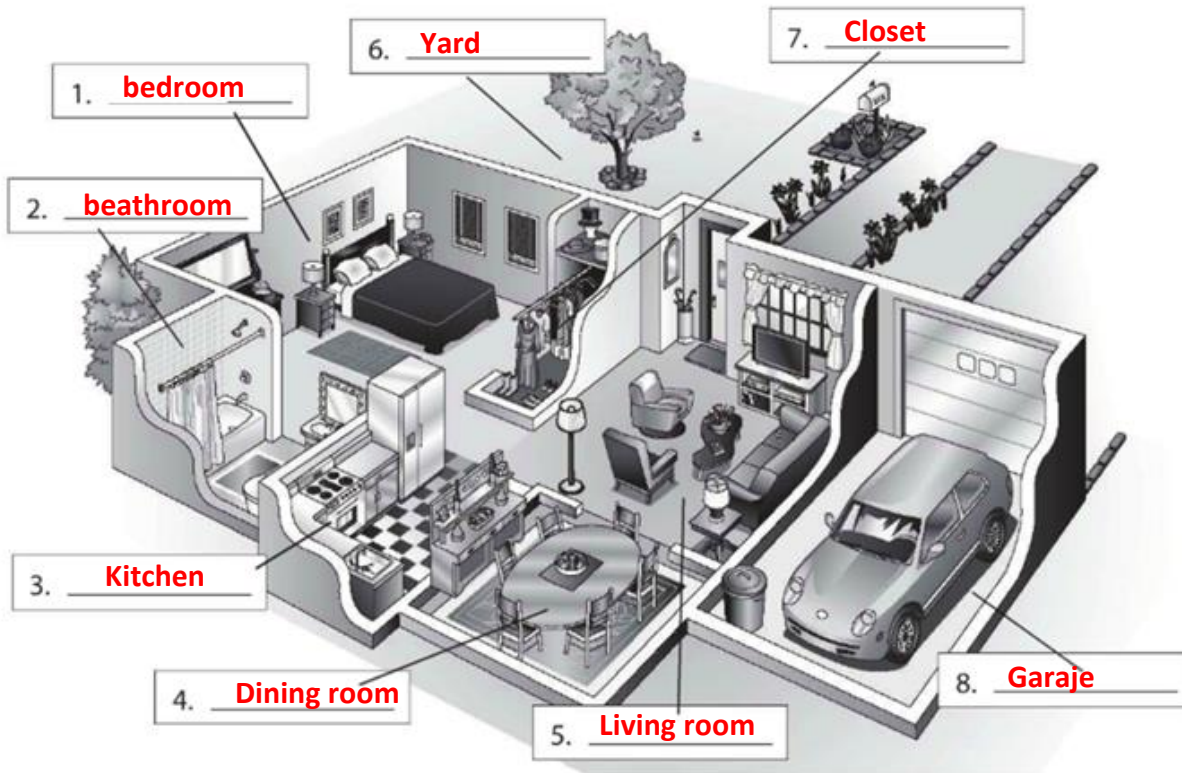 1. bedroom
2. beathroom
3. Kitchen
4. Dining room
5. Living room
6. Yard
7. Closet
8. Garaje